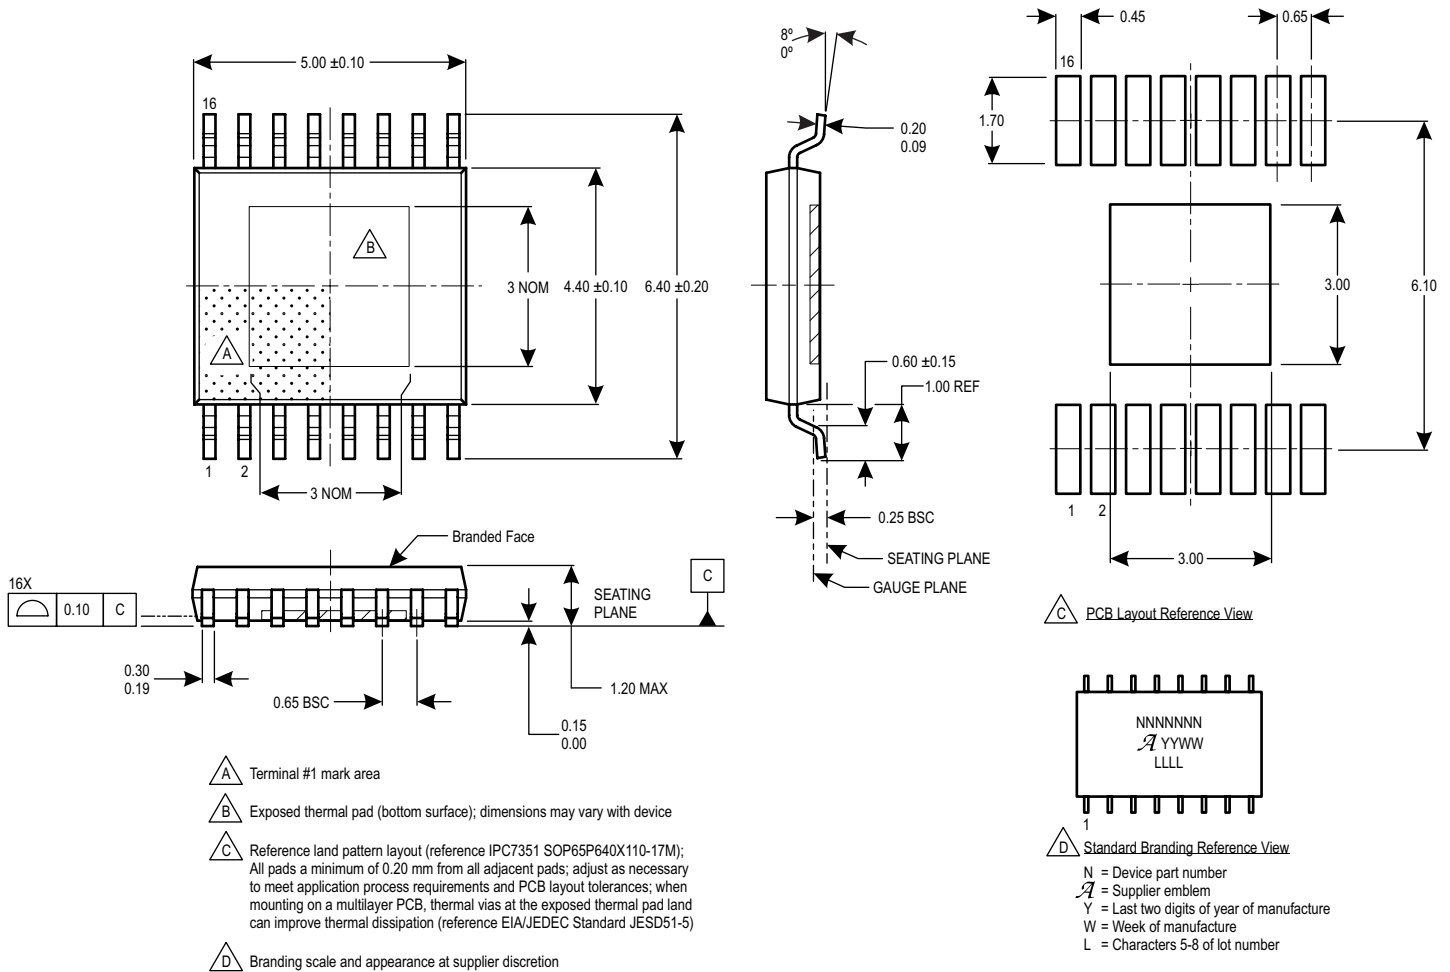 5.00 ±0.10
16
B
A
3 NOM
4.40 ±0.10
6.40 ±0.20
1
2
3 NOM
8º
0º
0.20
0.09
0.60 ±0.15
1.00 REF
0.25 BSC
SEATING PLANE
GAUGE PLANE
0.45
0.65
16
1.70
3.00
6.10
1
2
3.00
C
PCB Layout Reference View
Branded Face
16X
0.10
C
SEATING
PLANE
C
0.30
0.19
0.65 BSC
1.20 MAX
0.15
0.00
A Terminal #1 mark area
B Exposed thermal pad (bottom surface); dimensions may vary with device
C Reference land pattern layout (reference IPC7351 SOP65P640X110-17M);
All pads a minimum of 0.20 mm from all adjacent pads; adjust as necessary
to meet application process requirements and PCB layout tolerances; when
mounting on a multilayer PCB, thermal vias at the exposed thermal pad land
can improve thermal dissipation (reference EIA/JEDEC Standard JESD51-5)
D Branding scale and appearance at supplier discretion
NNNNNNN
A YYWW
LLLL
1
D
Standard Branding Reference View
N = Device part number
A = Supplier emblem
Y = Last two digits of year of manufacture
W = Week of manufacture
L = Characters 5-8 of lot number